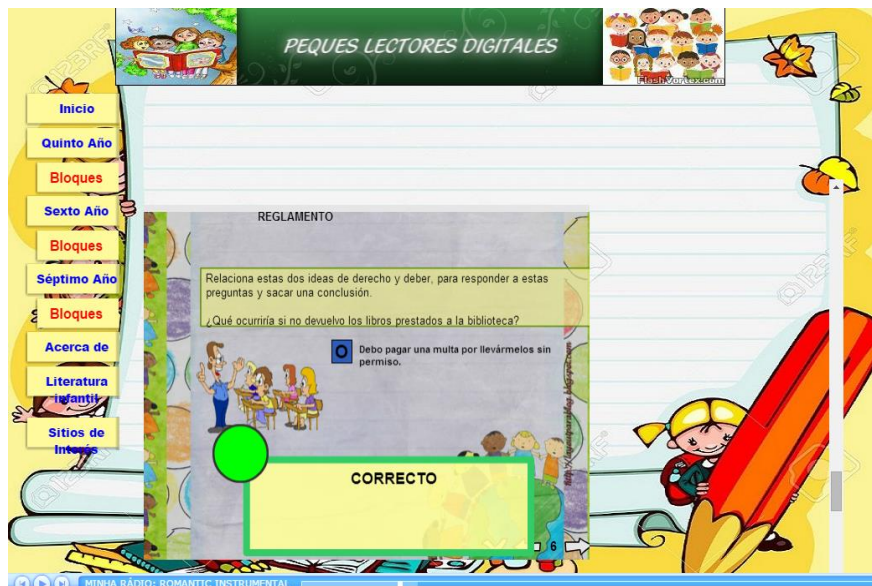 PEQUES LECTORES DIGITALES
FlashVortex.com
Inicio
Quinto Año
Bloques
Sexto Año
Bloques
Séptimo Año
Bloques
Acerca de
Literatura
infantil
Sitios de
Interés
REGLAMENTO
Relaciona estas dos ideas de derecho y deber, para responder a estas
preguntas y sacar una conclusión.
¿Qué ocurriría si no devuelvo los libros prestados a la biblioteca?
O Debo pagar una multa por llevármelos sin
permiso.
CORRECTO
6
MINHA RÁDIO: ROMANTIC INSTRUMENTAL
123RF